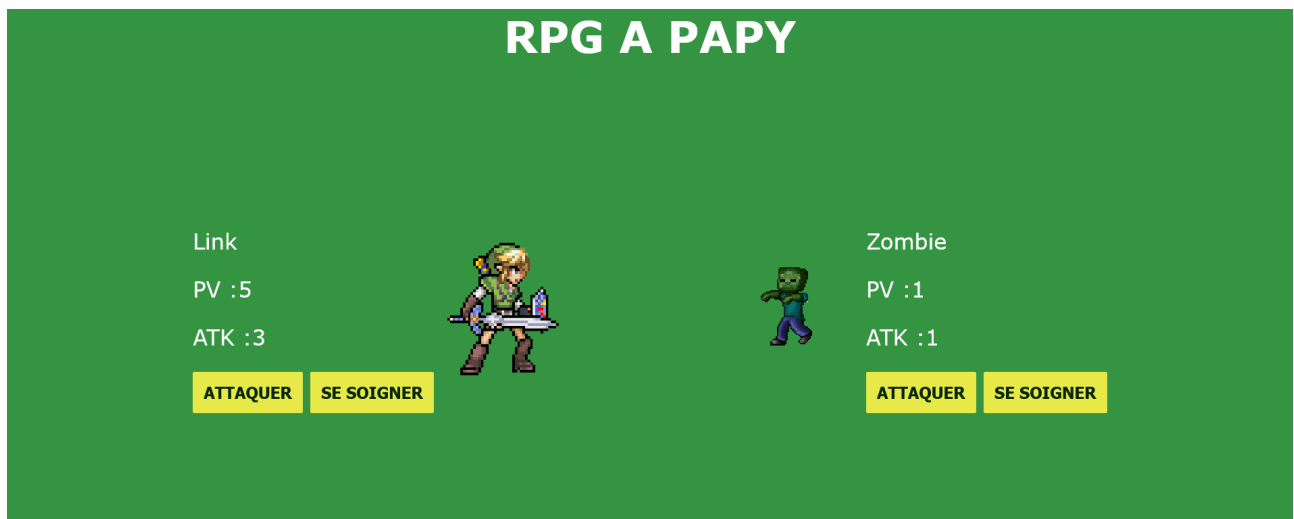 RPG A PAPY
Link
PV :5
ATK :3
ATTAQUER SE SOIGNER
Zombie
PV :1
ATK :1
ATTAQUER SE SOIGNER